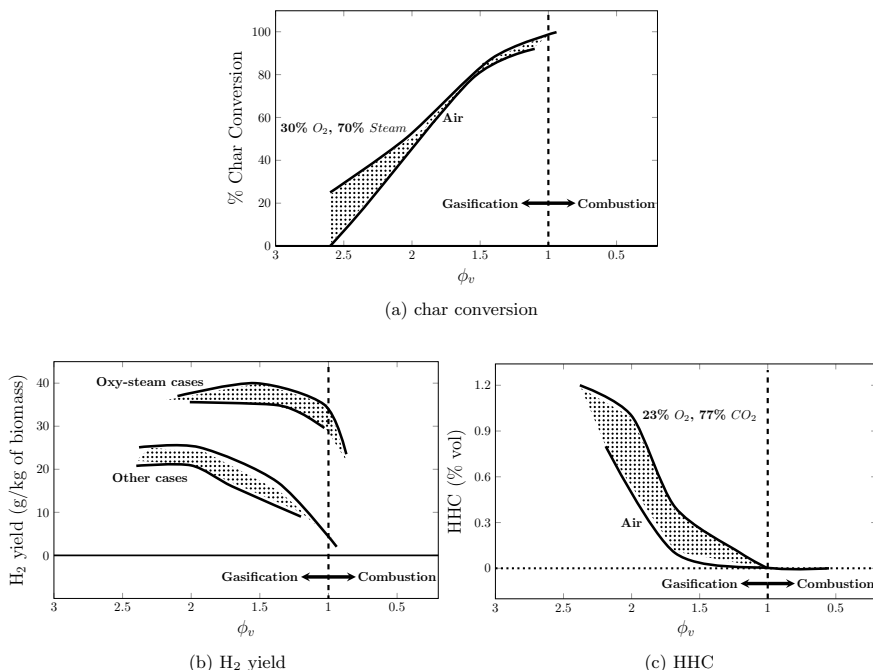 100
80
60
40
20
0
% Char Conversion
30% O₂, 70% Steam
Air
Gasification
Combustion
3
2.5
2
1.5
1
0.5
ϕᵥ
(a) char conversion
40
30
20
10
0
H₂ yield (g/kg of biomass)
Oxy-steam cases
Other cases
Gasification
Combustion
3
2.5
2
1.5
1
0.5
ϕᵥ
(b) H₂ yield
1.2
0.9
0.6
0.3
0
HHC (% vol)
23% O₂, 77% CO₂
Air
Gasification
Combustion
3
2.5
2
1.5
1
0.5
ϕᵥ
(c) HHC